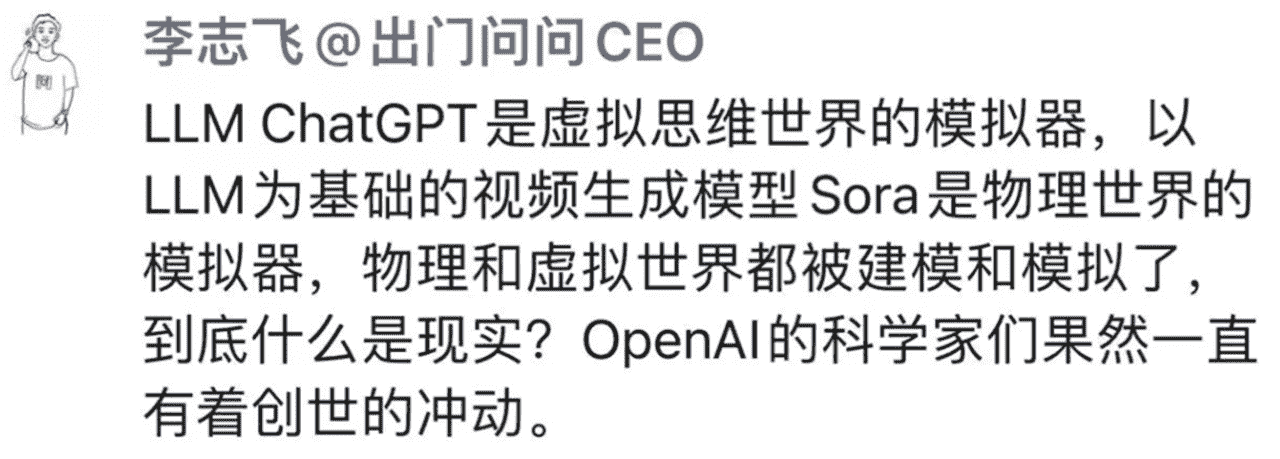 李志飞@出门问问CEO
LLM ChatGPT是虚拟思维世界的模拟器，以
LLM为基础的视频生成模型Sora是物理世界的
模拟器，物理和虚拟世界都被建模和模拟了，
到底什么是现实？OpenAI的科学家们果然一直
有着创世的冲动。